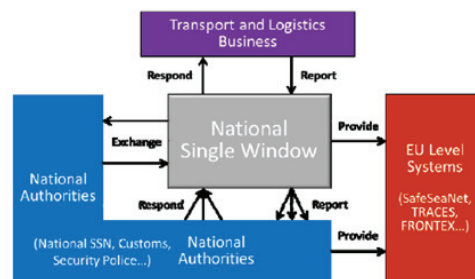 Transport and Logistics
Business
Respond
Report
National
Single Window
Exchange
Provide
EU Level
Systems
(SafeSeaNet,
TRACES,
FRONTEX...)
National
Authorities
(National SSN, Customs,
Security Police...)
Respond
Report
National
Authorities
Provide